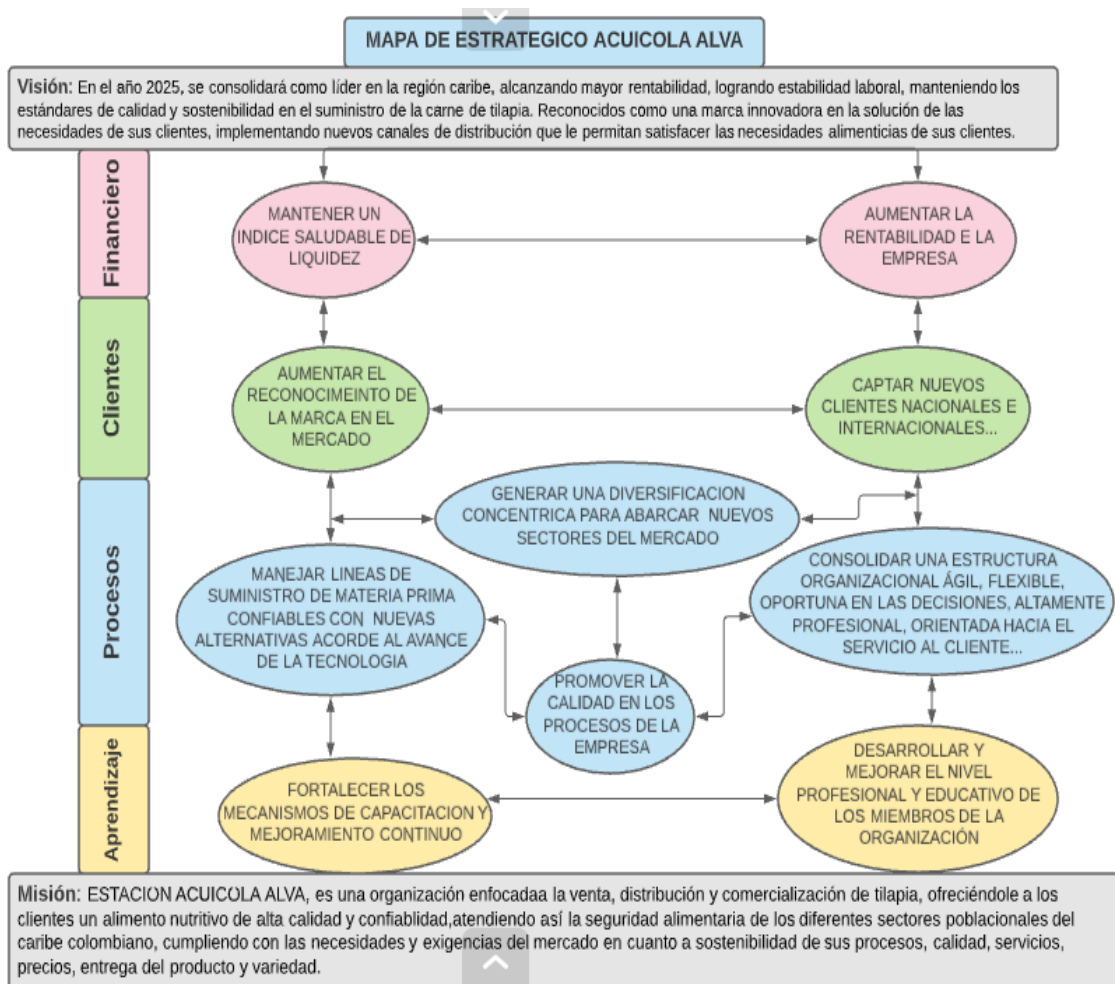 MAPA DE ESTRATEGICO ACUICOLA ALVA
Visión: En el año 2025, se consolidará como líder en la región caribe, alcanzando mayor rentabilidad, logrando estabilidad laboral, manteniendo los
estándares de calidad y sostenibilidad en el suministro de la carne de tilapia. Reconocidos como una marca innovadora en la solución de las
necesidades de sus clientes, implementando nuevos canales de distribución que le permitan satisfacer las necesidades alimenticias de sus clientes.
Financiero
MANTENER UN
INDICE SALUDABLE DE
LIQUIDEZ
AUMENTAR LA
RENTABILIDAD E LA
EMPRESA
Clientes
AUMENTAR EL
RECONOCIMEINTO DE
LA MARCA EN EL
MERCADO
CAPTAR NUEVOS
CLIENTES NACIONALES E
INTERNACIONALES...
Procesos
GENERAR UNA DIVERSIFICACION
CONCENTRICA PARA ABARCAR NUEVOS
SECTORES DEL MERCADO
MANEJAR LINEAS DE
SUMINISTRO DE MATERIA PRIMA
CONFIABLES CON NUEVAS
ALTERNATIVAS ACORDE AL AVANCE
DE LA TECNOLOGIA
CONSOLIDAR UNA ESTRUCTURA
ORGANIZACIONAL ÁGIL, FLEXIBLE,
OPORTUNA EN LAS DECISIONES, ALTAMENTE
PROFESIONAL, ORIENTADA HACIA EL
SERVICIO AL CLIENTE...
PROMOVER LA
CALIDAD EN LOS
PROCESOS DE LA
EMPRESA
Aprendizaje
FORTALECER LOS
MECANISMOS DE CAPACITACION Y
MEJORAMIENTO CONTINUO
DESARROLLAR Y
MEJORAR EL NIVEL
PROFESIONAL Y EDUCATIVO DE
LOS MIEMBROS DE LA
ORGANIZACIÓN
Misión: ESTACION ACUICOLA ALVA, es una organización enfocadaa la venta, distribución y comercialización de tilapia, ofreciéndole a los
clientes un alimento nutritivo de alta calidad y confiablidad,atendiendo así la seguridad alimentaria de los diferentes sectores poblacionales del
caribe colombiano, cumpliendo con las necesidades y exigencias del mercado en cuanto a sostenibilidad de sus procesos, calidad, servicios,
precios, entrega del producto y variedad.